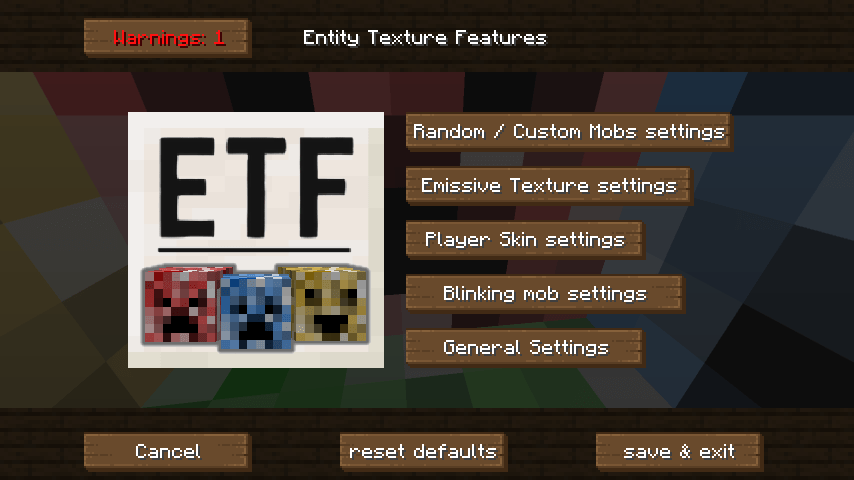 Warnings: 1
Entity Texture Features
ETF
Random / Custom Mobs settings
Emissive Texture settings
Player Skin settings
Blinking mob settings
General Settings
Cancel
reset defaults
save & exit